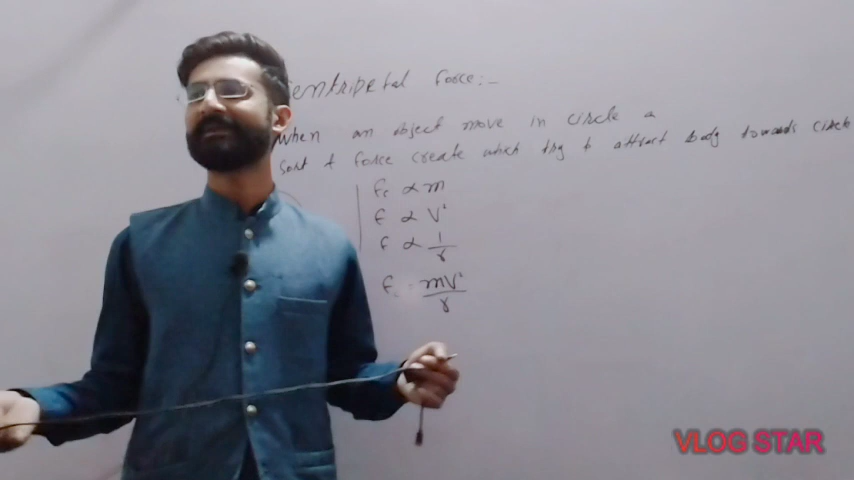 entripetal force:-
when an object move in circle a
sort of force create which try to attract body towards circle
Fc ∝ m
F ∝ V²
F ∝ 1/r
Fc = mV²/r
VLOG STAR